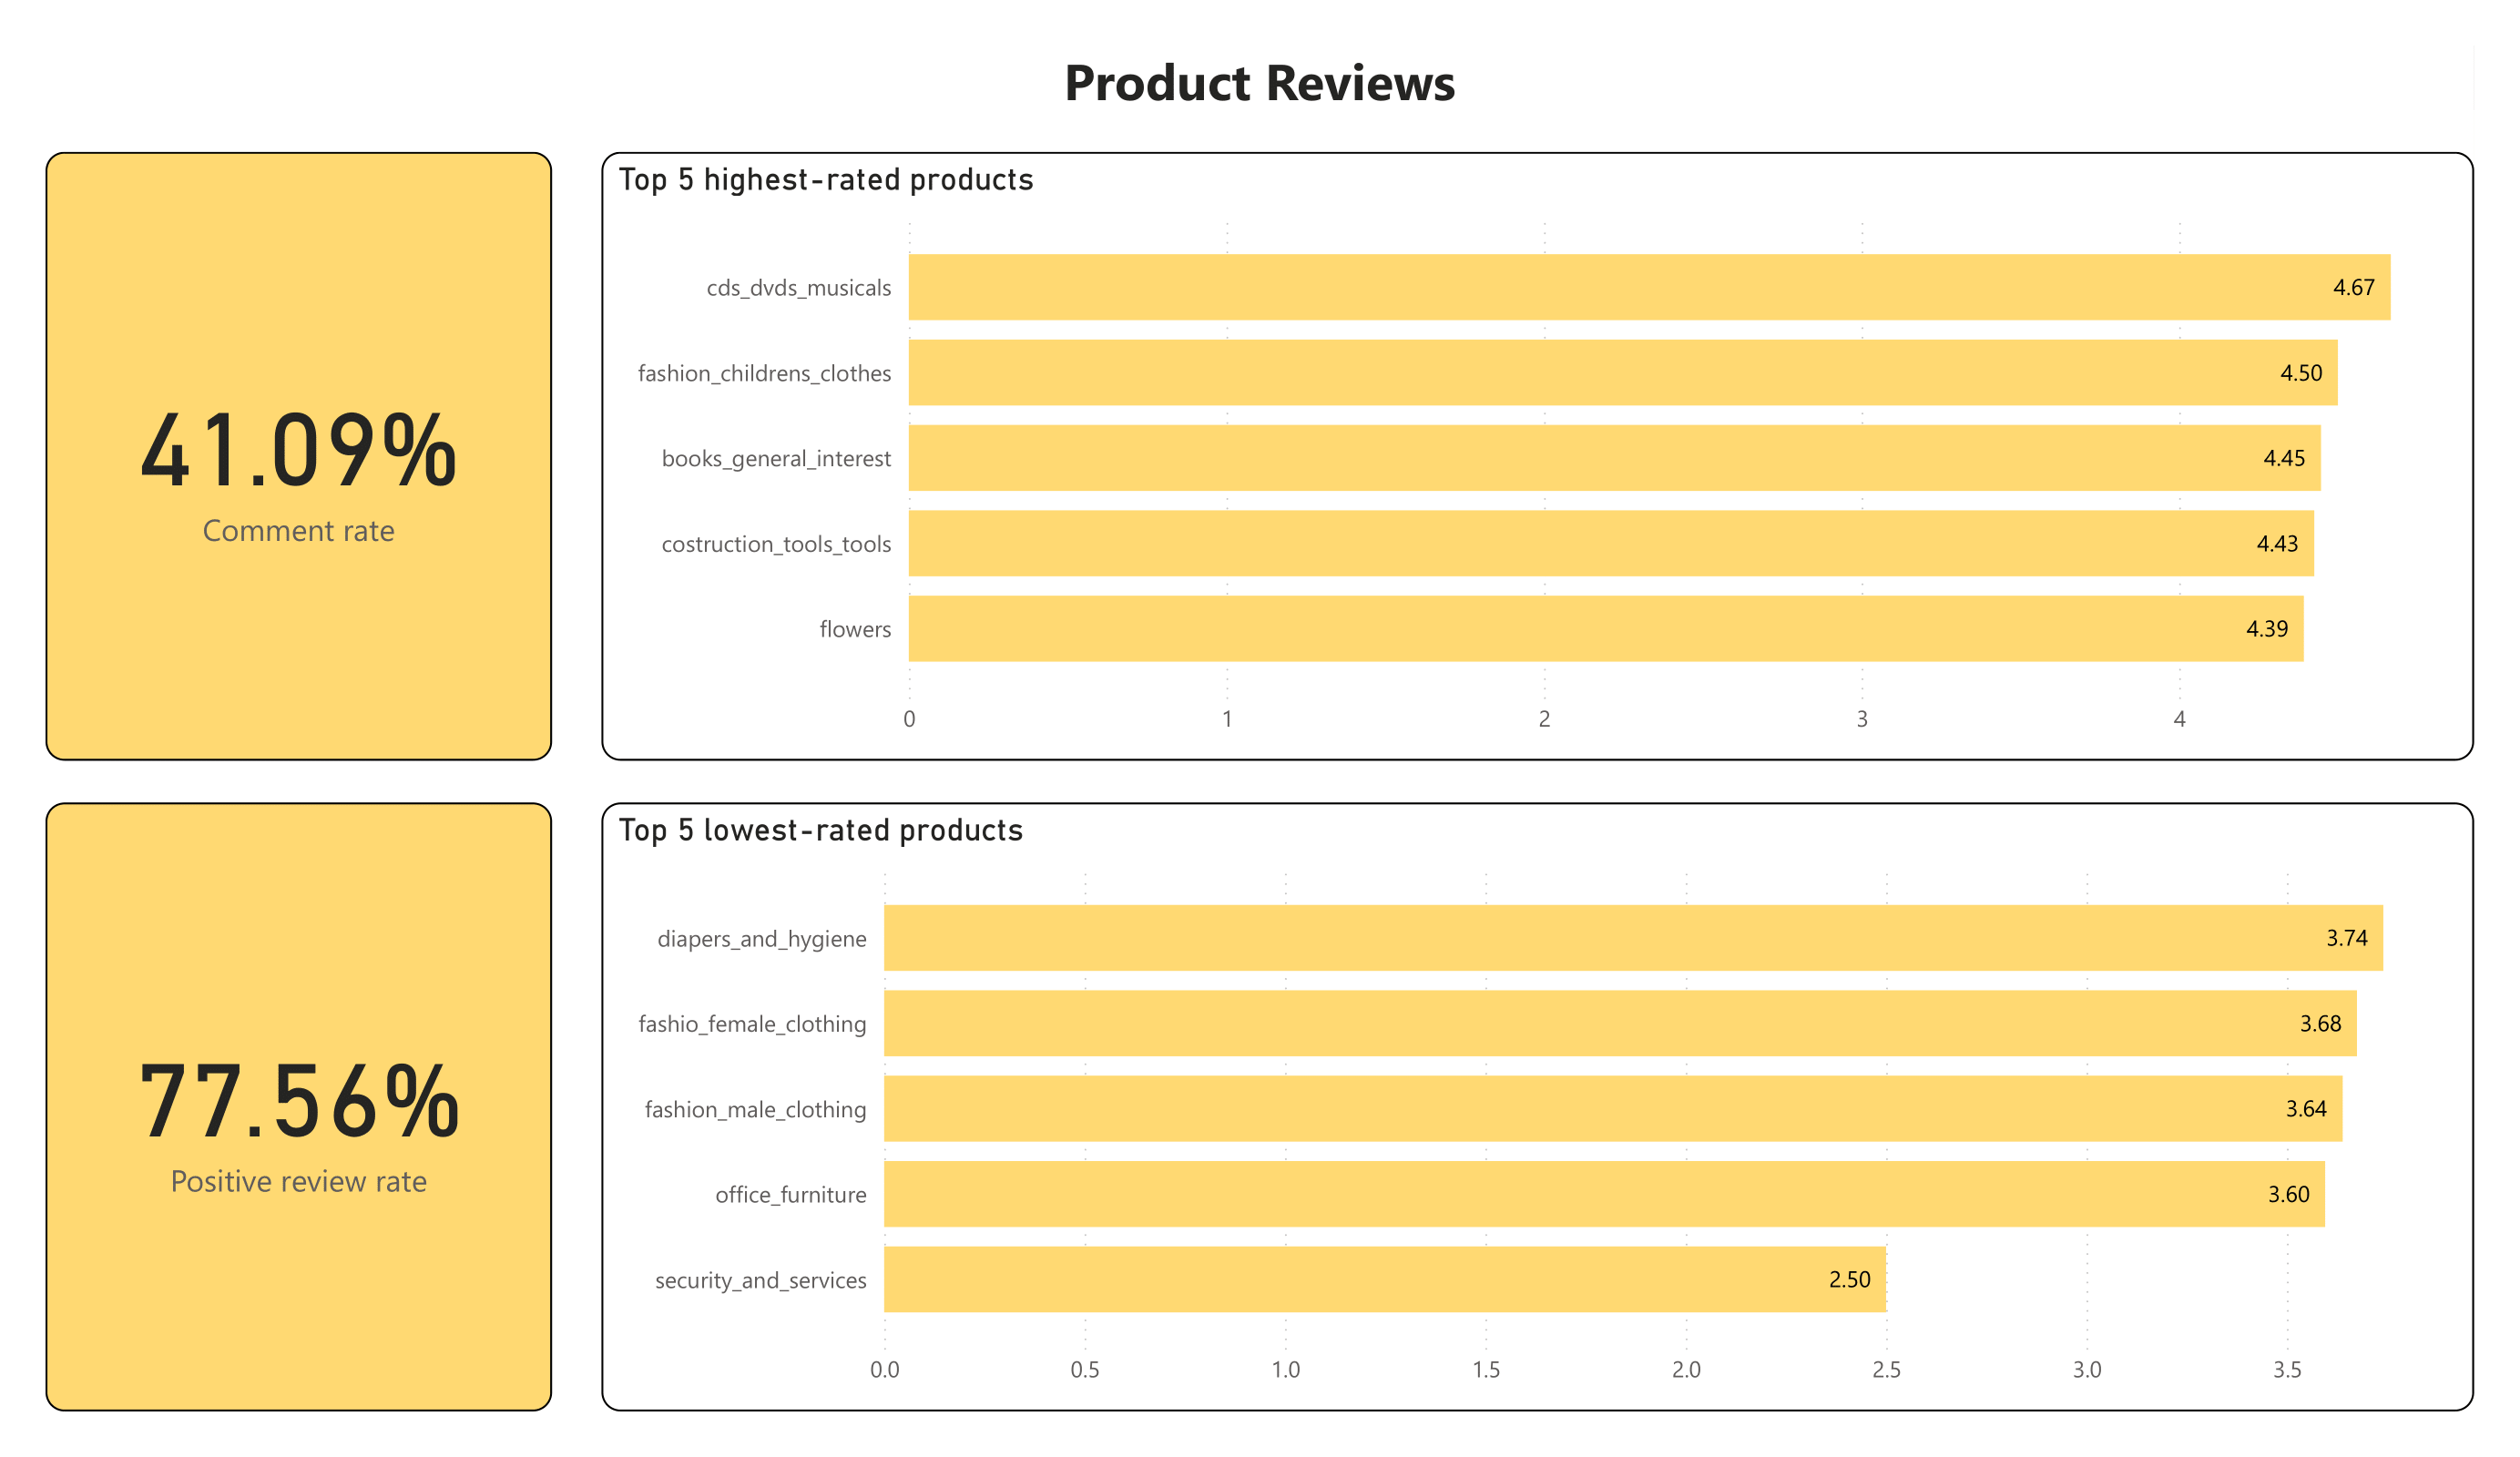 Product Reviews
41.09%
Comment rate
Top 5 highest-rated products
cds_dvds_musicals 4.67
fashion_childrens_clothes 4.50
books_general_interest 4.45
costruction_tools_tools 4.43
flowers 4.39
0 1 2 3 4
77.56%
Positive review rate
Top 5 lowest-rated products
diapers_and_hygiene 3.74
fashio_female_clothing 3.68
fashion_male_clothing 3.64
office_furniture 3.60
security_and_services 2.50
0.0 0.5 1.0 1.5 2.0 2.5 3.0 3.5